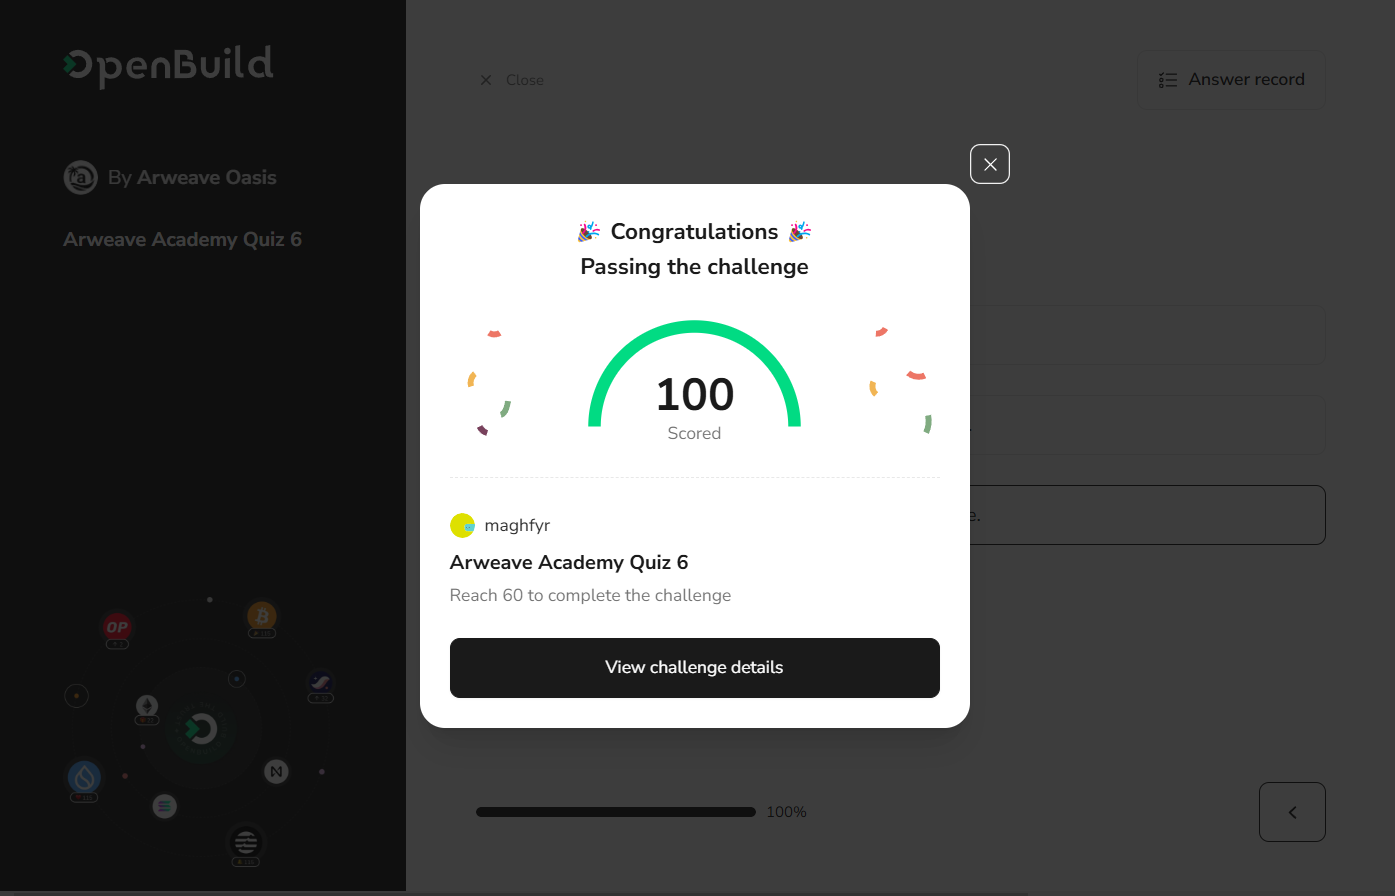 OpenBuild
By Arweave Oasis
Arweave Academy Quiz 6
OP
Close
Answer record
Congratulations
Passing the challenge
100
Scored
maghfyr
Arweave Academy Quiz 6
Reach 60 to complete the challenge
View challenge details
e.
100%